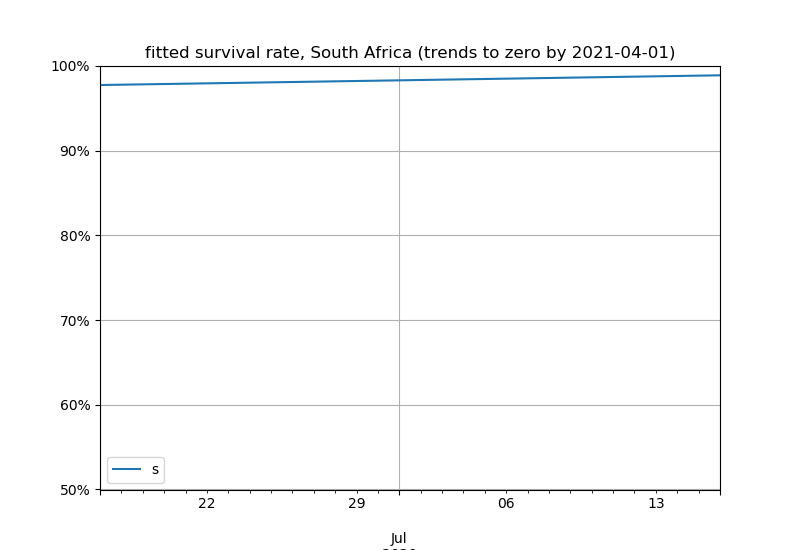 fitted survival rate, South Africa (trends to zero by 2021-04-01)
100%
90%
80%
70%
60%
50%
s
22 29 06 13
Jul